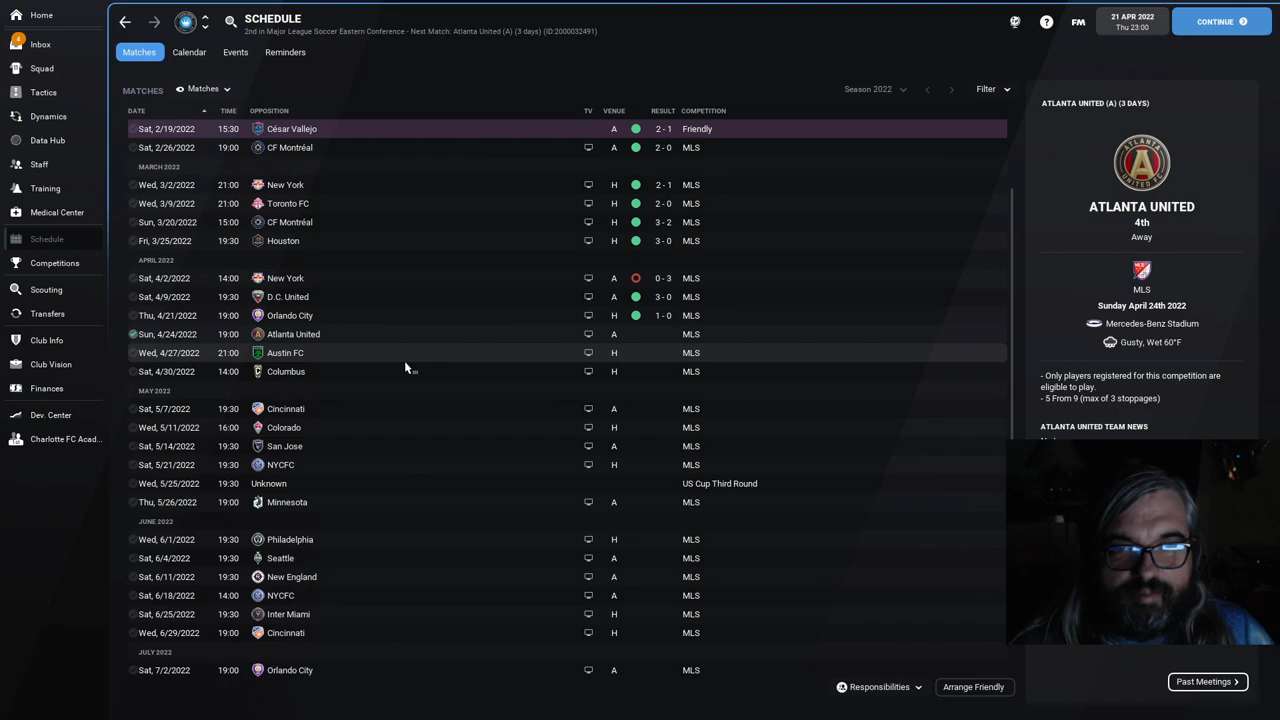 Home
SCHEDULE
2nd in Major League Soccer Eastern Conference - Next Match: Atlanta United (A) (3 days) (ID:2000032491)
FM
21 APR 2022
Thu 23:00
CONTINUE
4
Inbox
Squad
Tactics
Dynamics
Data Hub
Staff
Training
Medical Center
Schedule
Competitions
Scouting
Transfers
Club Info
Club Vision
Finances
Dev. Center
Charlotte FC Acad...
Matches Calendar Events Reminders
MATCHES Matches Season 2022 Filter
DATE TIME OPPOSITION TV VENUE RESULT COMPETITION
Sat, 2/19/2022 15:30 César Vallejo A 2 - 1 Friendly
Sat, 2/26/2022 19:00 CF Montréal A 2 - 0 MLS
MARCH 2022
Wed, 3/2/2022 21:00 New York H 2 - 1 MLS
Wed, 3/9/2022 21:00 Toronto FC H 2 - 0 MLS
Sun, 3/20/2022 15:00 CF Montréal H 3 - 2 MLS
Fri, 3/25/2022 19:30 Houston H 3 - 0 MLS
APRIL 2022
Sat, 4/2/2022 14:00 New York A 0 - 3 MLS
Sat, 4/9/2022 19:30 D.C. United A 3 - 0 MLS
Thu, 4/21/2022 19:00 Orlando City H 1 - 0 MLS
Sun, 4/24/2022 19:00 Atlanta United A MLS
Wed, 4/27/2022 21:00 Austin FC H MLS
Sat, 4/30/2022 14:00 Columbus H MLS
MAY 2022
Sat, 5/7/2022 19:30 Cincinnati A MLS
Wed, 5/11/2022 16:00 Colorado H MLS
Sat, 5/14/2022 19:30 San Jose A MLS
Sat, 5/21/2022 19:30 NYCFC H MLS
Wed, 5/25/2022 19:30 Unknown US Cup Third Round
Thu, 5/26/2022 19:00 Minnesota A MLS
JUNE 2022
Wed, 6/1/2022 19:30 Philadelphia H MLS
Sat, 6/4/2022 19:30 Seattle A MLS
Sat, 6/11/2022 19:30 New England A MLS
Sat, 6/18/2022 14:00 NYCFC A MLS
Sat, 6/25/2022 19:30 Inter Miami H MLS
Wed, 6/29/2022 19:00 Cincinnati H MLS
JULY 2022
Sat, 7/2/2022 19:00 Orlando City A MLS
Responsibilities
Arrange Friendly
ATLANTA UNITED (A) (3 DAYS)
ATLANTA UNITED
4th
Away
MLS
Sunday April 24th 2022
Mercedes-Benz Stadium
Gusty, Wet 60°F
- Only players registered for this competition are
eligible to play.
- 5 From 9 (max of 3 stoppages)
ATLANTA UNITED TEAM NEWS
Past Meetings